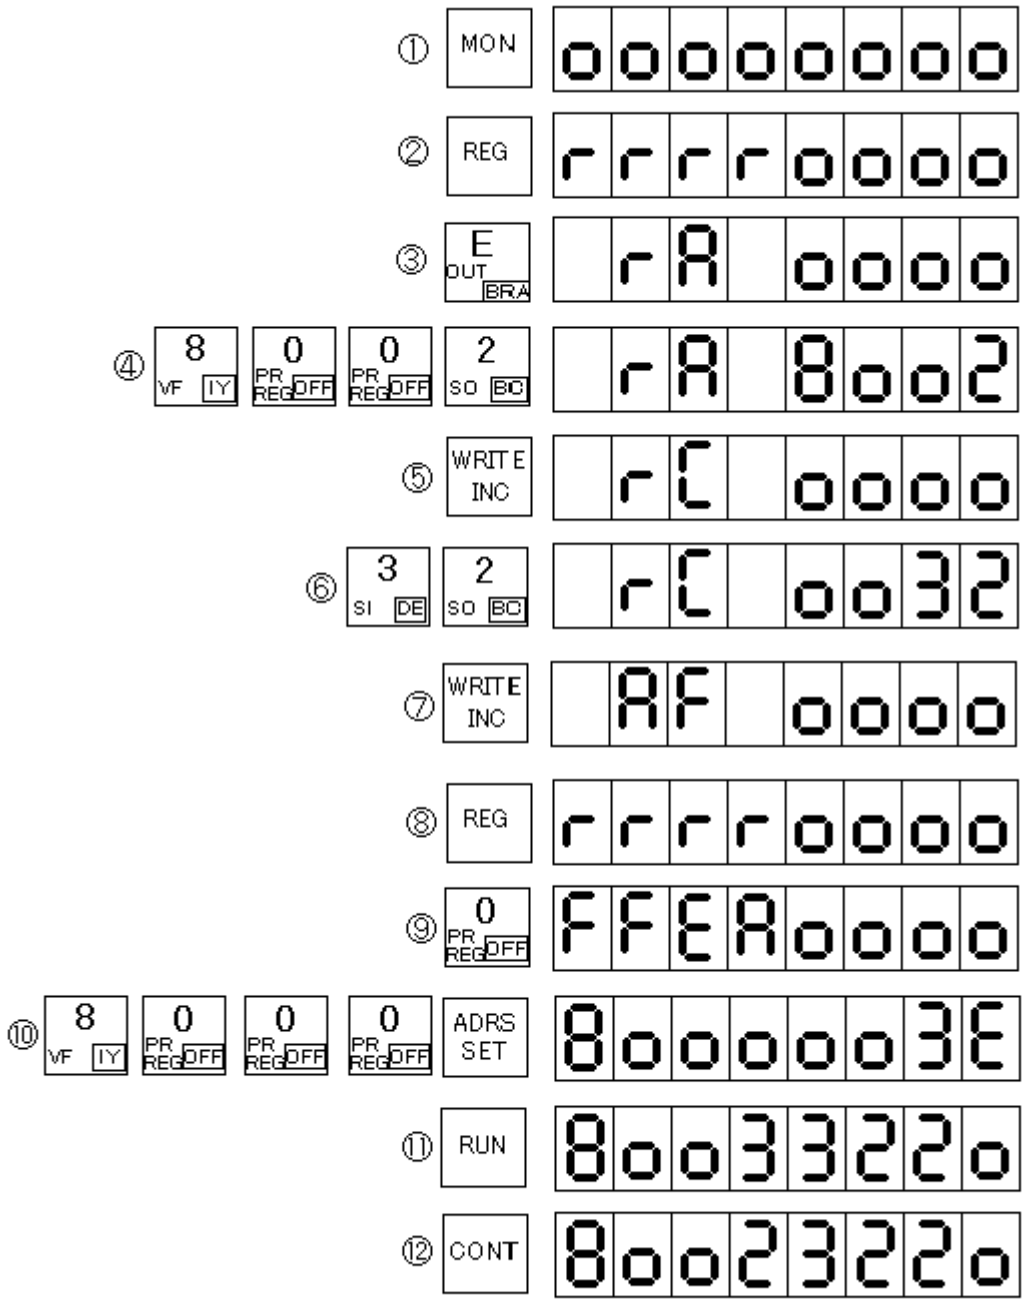 ① MON oooooooo
② REG rrrroooo
③ E OUT BRA rA oooo
④ 8 VF IY 0 PR REG OFF 0 PR REG OFF 2 SO BC rA 8oo2
⑤ WRITE INC rC oooo
⑥ 3 SI DE 2 SO BC rC oo32
⑦ WRITE INC AF oooo
⑧ REG rrrroooo
⑨ 0 PR REG OFF FFEAoooo
⑩ 8 VF IY 0 PR REG OFF 0 PR REG OFF 0 PR REG OFF ADRS SET 8ooooo3E
⑪ RUN 8oo3322o
⑫ CONT 8oo2322o